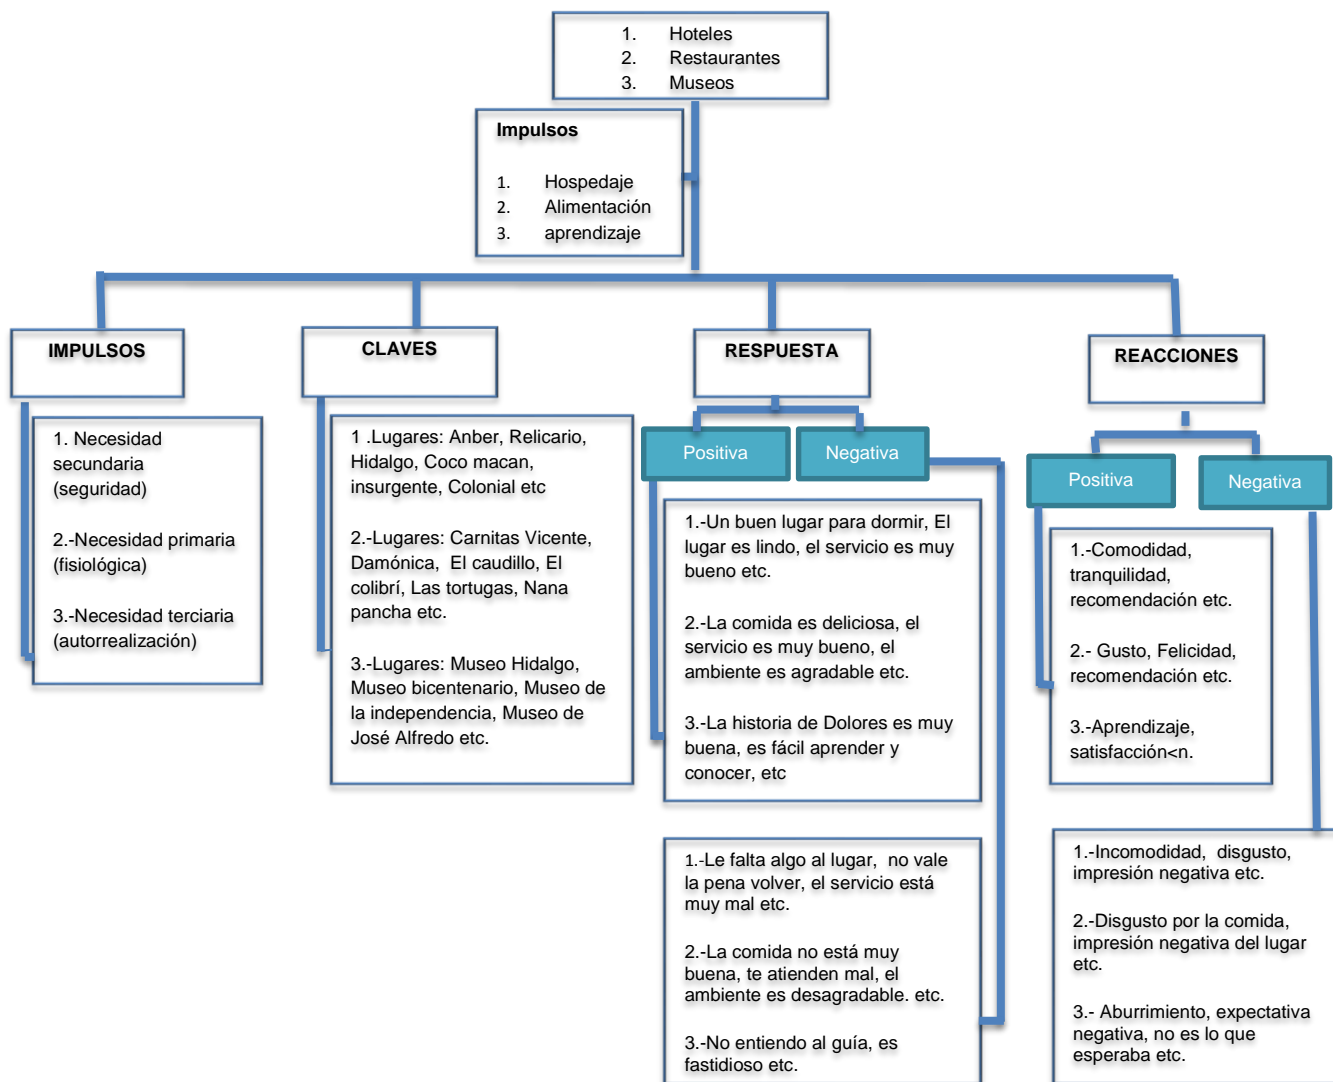 1. Hoteles
2. Restaurantes
3. Museos
Impulsos
1. Hospedaje
2. Alimentación
3. aprendizaje
IMPULSOS
1. Necesidad
secundaria
(seguridad)
2.-Necesidad primaria
(fisiológica)
3.-Necesidad terciaria
(autorrealización)
CLAVES
1 .Lugares: Anber, Relicario,
Hidalgo, Coco macan,
insurgente, Colonial etc
2.-Lugares: Carnitas Vicente,
Damónica, El caudillo, El
colibrí, Las tortugas, Nana
pancha etc.
3.-Lugares: Museo Hidalgo,
Museo bicentenario, Museo de
la independencia, Museo de
José Alfredo etc.
RESPUESTA
Positiva
Negativa
1.-Un buen lugar para dormir, El
lugar es lindo, el servicio es muy
bueno etc.
2.-La comida es deliciosa, el
servicio es muy bueno, el
ambiente es agradable etc.
3.-La historia de Dolores es muy
buena, es fácil aprender y
conocer, etc
1.-Le falta algo al lugar, no vale
la pena volver, el servicio está
muy mal etc.
2.-La comida no está muy
buena, te atienden mal, el
ambiente es desagradable. etc.
3.-No entiendo al guía, es
fastidioso etc.
REACCIONES
Positiva
Negativa
1.-Comodidad,
tranquilidad,
recomendación etc.
2.- Gusto, Felicidad,
recomendación etc.
3.-Aprendizaje,
satisfacción<n.
1.-Incomodidad, disgusto,
impresión negativa etc.
2.-Disgusto por la comida,
impresión negativa del lugar
etc.
3.- Aburrimiento, expectativa
negativa, no es lo que
esperaba etc.